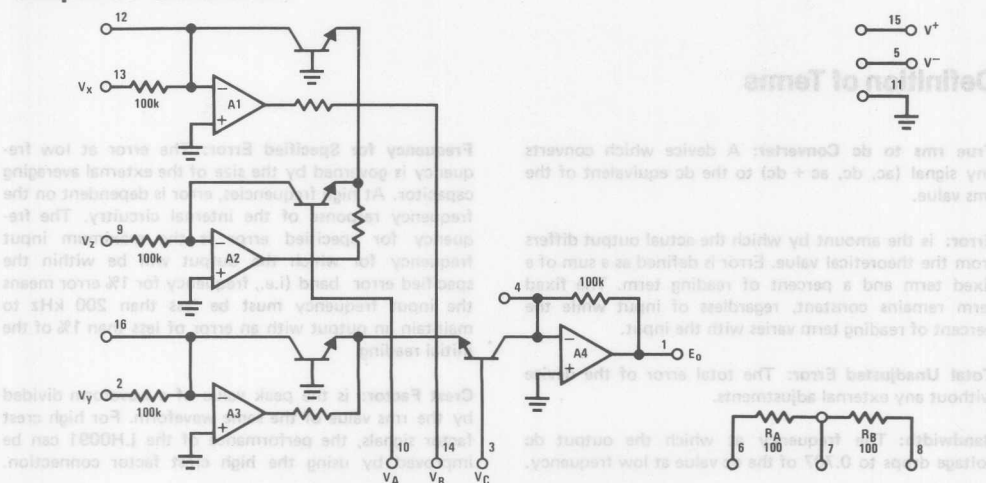 12
15 V+
5 V−
11
13
Vx
100k
−
+
A1
Definition of Terms
True rms to dc Converter: A device which converts
any signal (ac, dc, ac + dc) to the dc equivalent of the
rms value.
Error: is the amount by which the actual output differs
from the theoretical value. Error is defined as a sum of a
fixed term and a percent of reading term. The fixed
term remains constant, regardless of input while the
percent of reading term varies with the input.
Total Unadjusted Error: The total error of the device
without any external adjustments.
Bandwidth: The frequency at which the output dc
voltage drops to 0.707 of the dc value at low frequency.
Frequency for Specified Error: The error at low fre-
quency is governed by the size of the external averaging
capacitor. At high frequencies, error is dependent on the
frequency response of the internal circuitry. The fre-
quency for specified error is the maximum input
frequency for which the output will be within the
specified error band (i.e., frequency for 1% error means
the input frequency must be less than 200 kHz to
maintain an output with an error of less than 1% of the
initial reading.
Crest Factor: is the peak value of a waveform divided
by the rms value of the same waveform. For high crest
factor signals, the performance of the LH0091 can be
improved by using the high crest factor connection.
9
Vz
100k
−
+
A2
4
100k
−
+
A4
1
Eo
16
2
Vy
100k
−
+
A3
10
14
3
VA
VB
VC
RA
100
RB
100
6
7
8